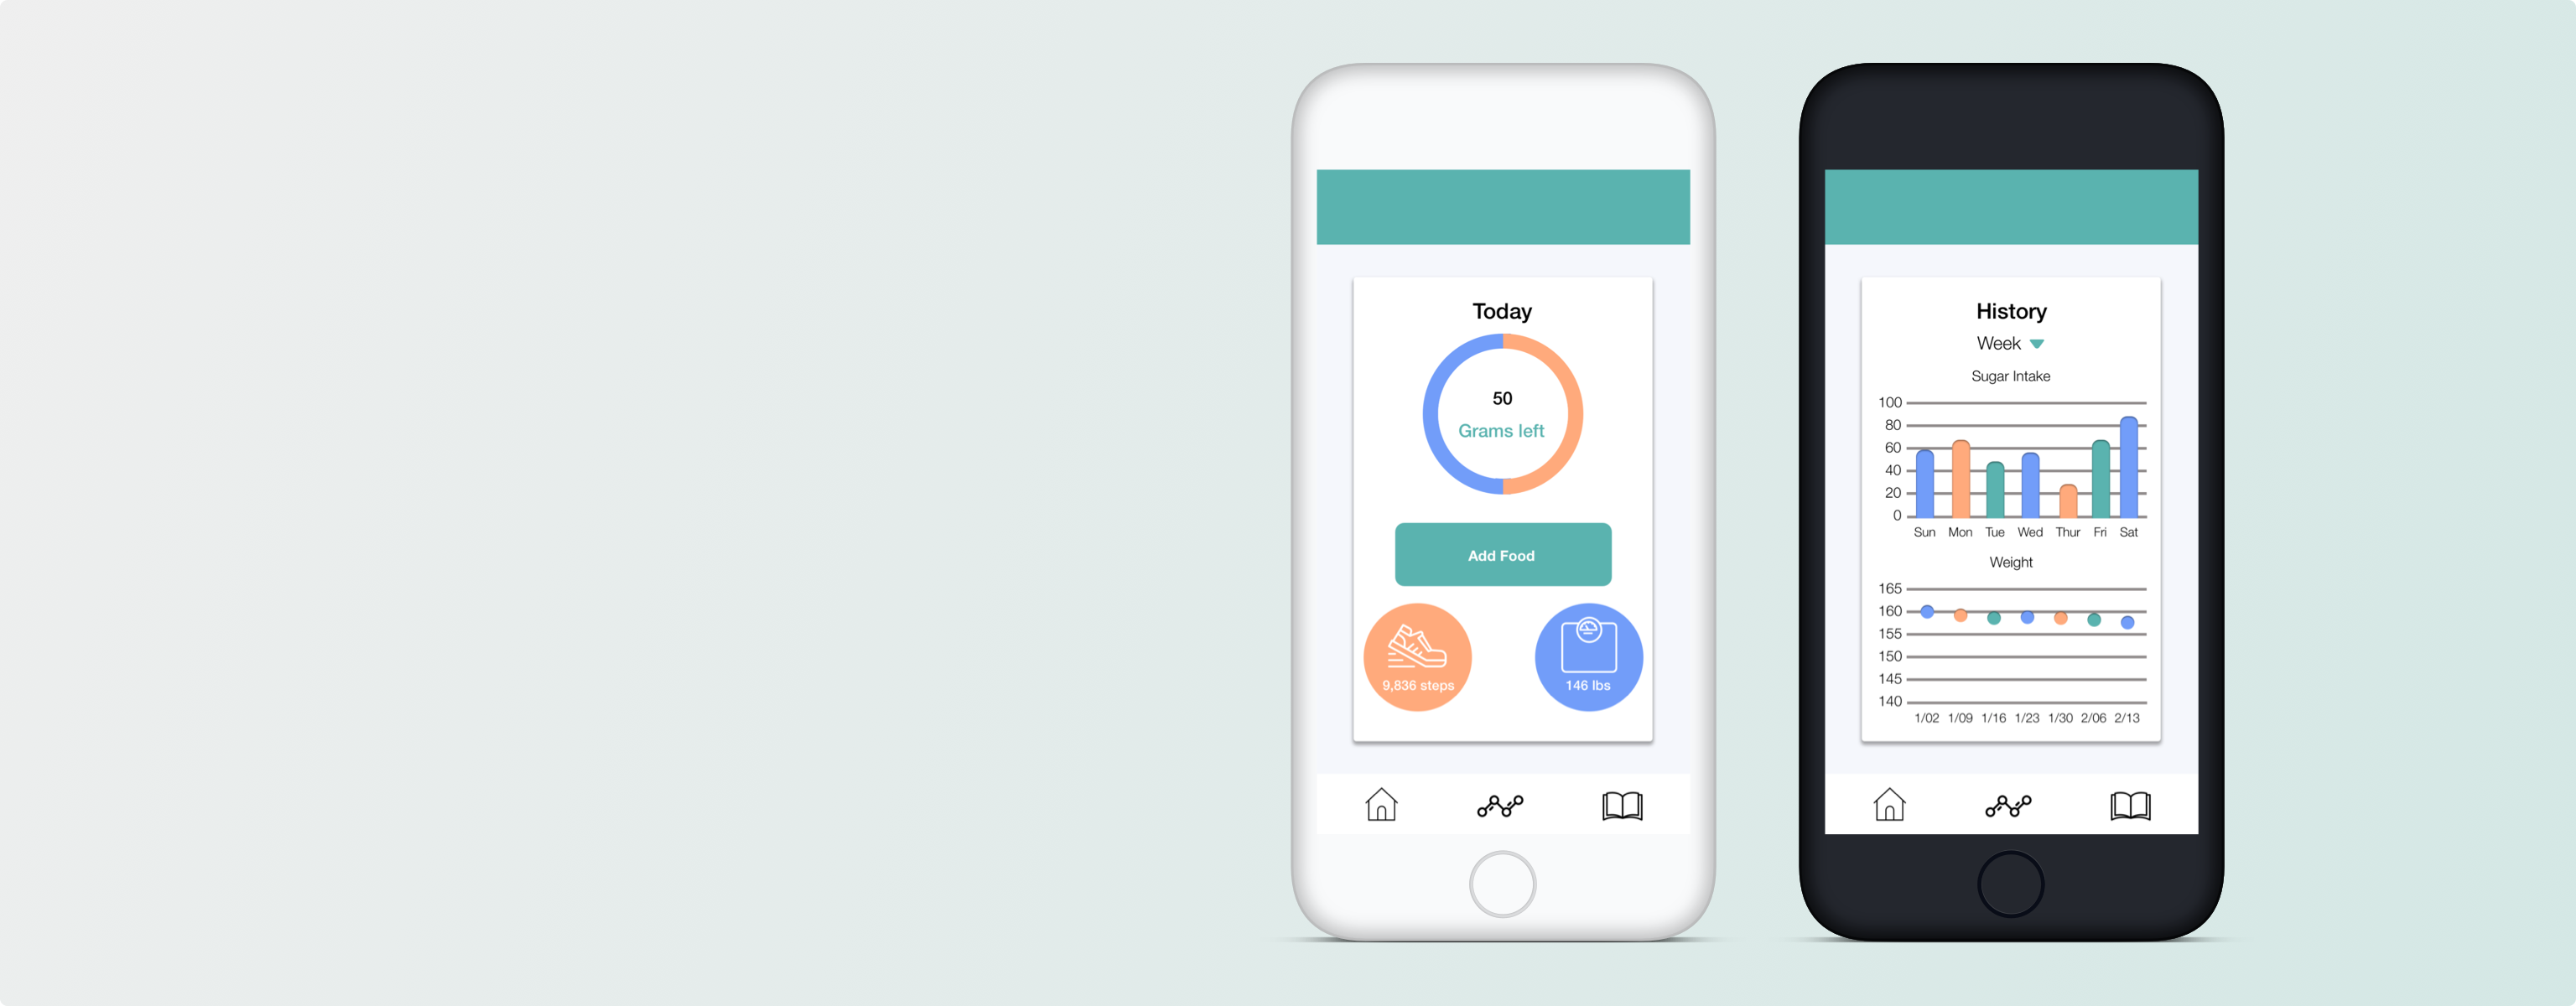 Today
50
Grams left
Add Food
9,836 steps
146 lbs
History
Week
Sugar Intake
100
80
60
40
20
0
Sun Mon Tue Wed Thur Fri Sat
Weight
165
160
155
150
145
140
1/02 1/09 1/16 1/23 1/30 2/06 2/13